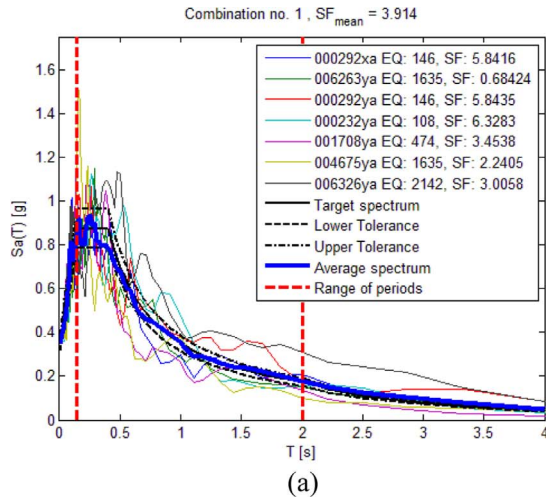 Combination no. 1 , SFmean = 3.914
000292xa EQ: 146, SF: 5.8416
006263ya EQ: 1635, SF: 0.68424
000292ya EQ: 146, SF: 5.8435
000232ya EQ: 108, SF: 6.3283
001708ya EQ: 474, SF: 3.4538
004675ya EQ: 1635, SF: 2.2405
006326ya EQ: 2142, SF: 3.0058
Target spectrum
Lower Tolerance
Upper Tolerance
Average spectrum
Range of periods
Sa(T) [g]
1.6
1.4
1.2
1
0.8
0.6
0.4
0.2
0
0 0.5 1 1.5 2 2.5 3 3.5 4
T [s]
(a)